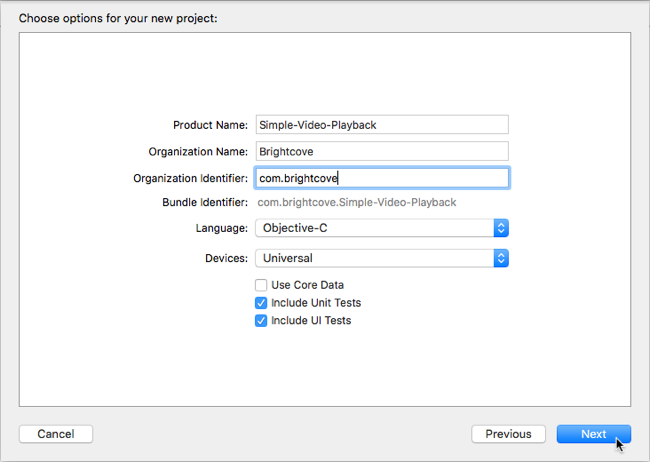 Choose options for your new project:
Product Name: Simple-Video-Playback
Organization Name: Brightcove
Organization Identifier: com.brightcove
Bundle Identifier: com.brightcove.Simple-Video-Playback
Language: Objective-C
Devices: Universal
Use Core Data
Include Unit Tests
Include UI Tests
Cancel Previous Next